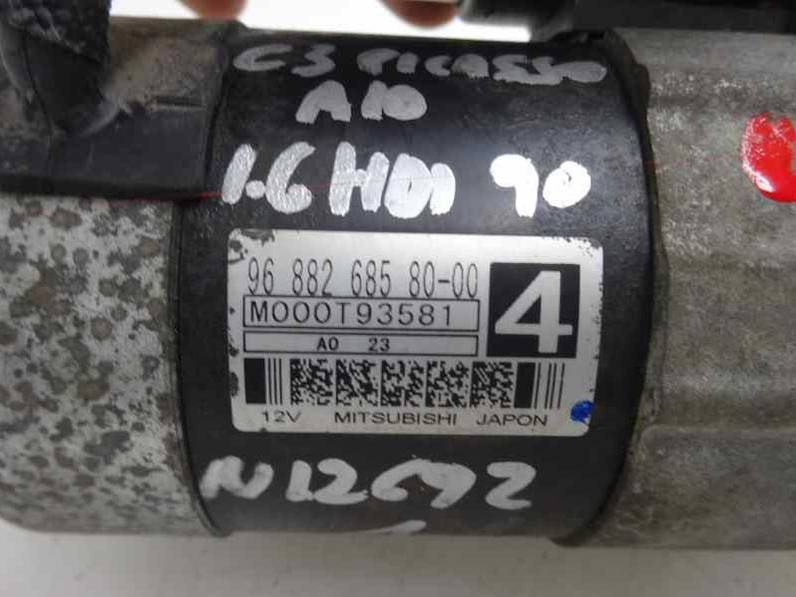 C3 PICASSO
A10
1.6 HDI 90
96 882 685 80-00
M000T93581
4
A0 23
12V MITSUBISHI JAPON
N12692